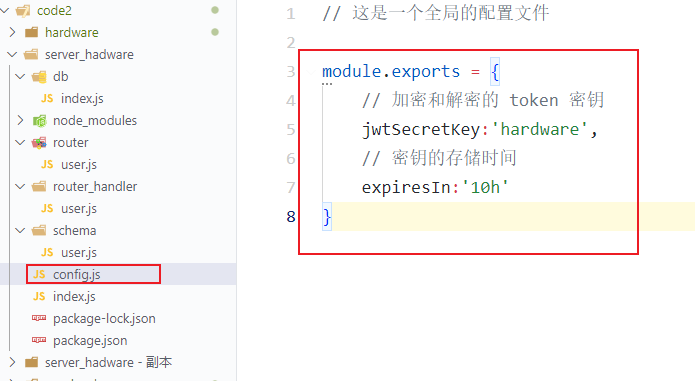 code2
hardware
server_hadware
db
JS index.js
node_modules
router
JS user.js
router_handler
JS user.js
schema
JS user.js
JS config.js
JS index.js
package-lock.json
package.json
server_hadware - 副本
1 // 这是一个全局的配置文件
2
3 module.exports = {
4 // 加密和解密的 token 密钥
5 jwtSecretKey:'hardware',
6 // 密钥的存储时间
7 expiresIn:'10h'
8 }